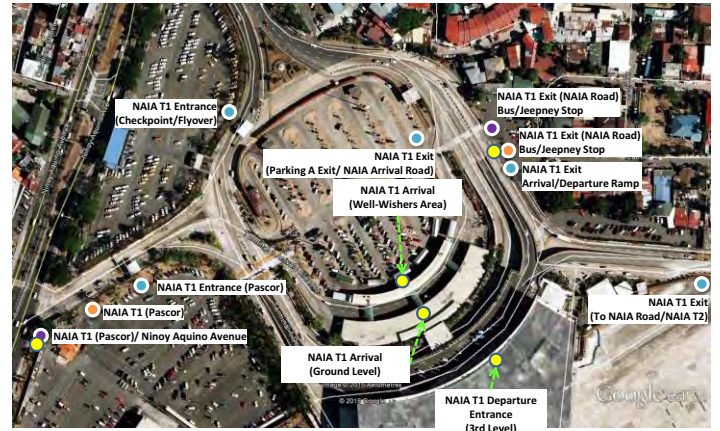 NAIA T1 Entrance
(Checkpoint/Flyover)
NAIA T1 Exit (NAIA Road)
Bus/Jeepney Stop
NAIA T1 Exit (NAIA Road)
Bus/Jeepney Stop
NAIA T1 Exit
(Parking A Exit/ NAIA Arrival Road)
NAIA T1 Exit
Arrival/Departure Ramp
NAIA T1 Arrival
(Well-Wishers Area)
NAIA T1 Entrance (Pascor)
NAIA T1 (Pascor)
NAIA T1 Exit
(To NAIA Road/NAIA T2)
NAIA T1 (Pascor)/ Ninoy Aquino Avenue
NAIA T1 Arrival
(Ground Level)
Image © 2015 Aerometrex
© 2015 Google
NAIA T1 Departure
Entrance
(3rd Level)
Google earth